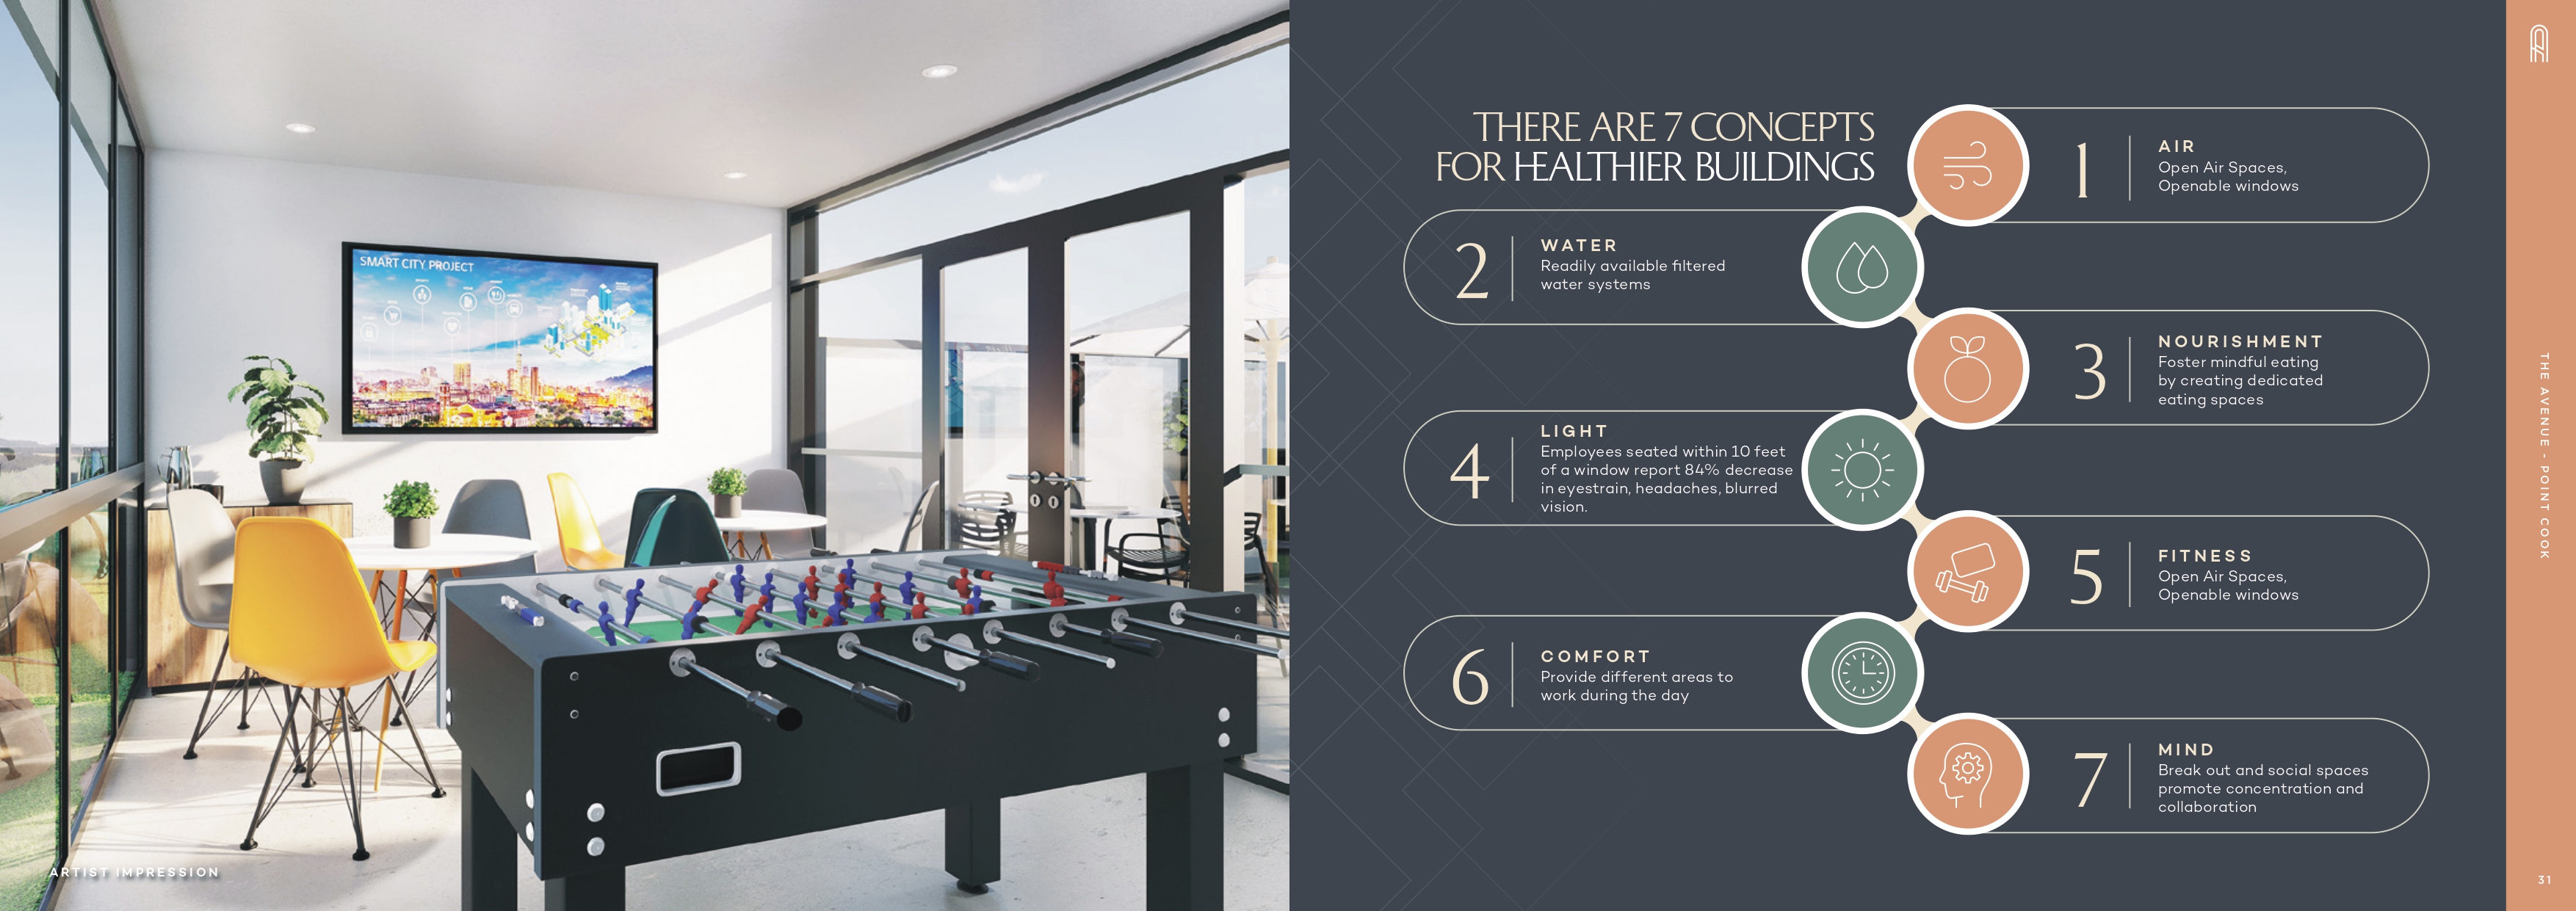 SMART CITY PROJECT
ARTIST IMPRESSION
THERE ARE 7 CONCEPTS
FOR HEALTHIER BUILDINGS
1
AIR
Open Air Spaces,
Openable windows
2
WATER
Readily available filtered
water systems
3
NOURISHMENT
Foster mindful eating
by creating dedicated
eating spaces
4
LIGHT
Employees seated within 10 feet
of a window report 84% decrease
in eyestrain, headaches, blurred
vision.
5
FITNESS
Open Air Spaces,
Openable windows
6
COMFORT
Provide different areas to
work during the day
7
MIND
Break out and social spaces
promote concentration and
collaboration
THE AVENUE - POINT COOK
31